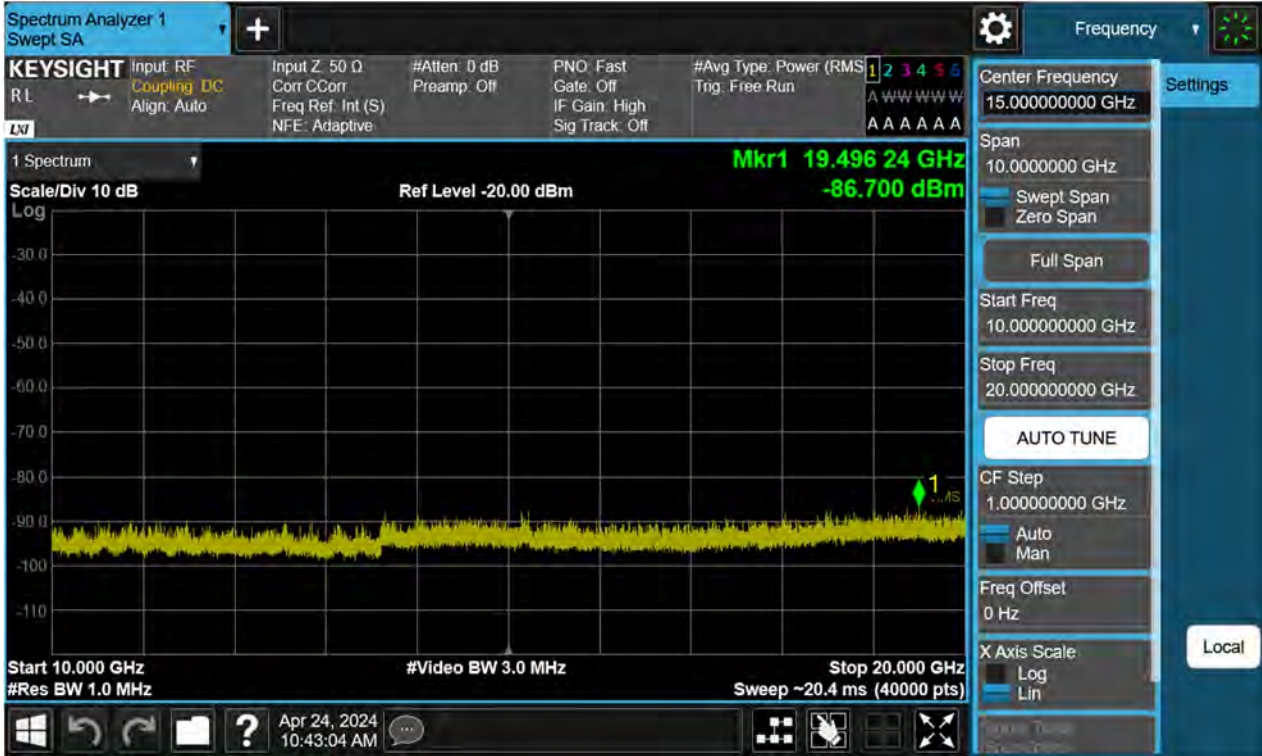 Spectrum Analyzer 1
Swept SA
+
Frequency
KEYSIGHT
Input: RF
Coupling: DC
Align: Auto
Input Z: 50 Ω
Corr CCorr
Freq Ref: Int (S)
NFE: Adaptive
#Atten: 0 dB
Preamp: Off
PNO: Fast
Gate: Off
IF Gain: High
Sig Track: Off
#Avg Type: Power (RMS
Trig: Free Run
1 2 3 4 5 6
A W W W W W
A A A A A A
R L
LXI
Center Frequency
15.000000000 GHz
Settings
Span
10.0000000 GHz
Swept Span
Zero Span
Full Span
Start Freq
10.000000000 GHz
Stop Freq
20.000000000 GHz
AUTO TUNE
CF Step
1.000000000 GHz
Auto
Man
Freq Offset
0 Hz
X Axis Scale
Log
Lin
Local
1 Spectrum
Mkr1 19.496 24 GHz
-86.700 dBm
Scale/Div 10 dB
Ref Level -20.00 dBm
Log
-30.0
-40.0
-50.0
-60.0
-70.0
-80.0
-90.0
-100
-110
1
Start 10.000 GHz
#Video BW 3.0 MHz
Stop 20.000 GHz
#Res BW 1.0 MHz
Sweep ~20.4 ms (40000 pts)
?
Apr 24, 2024
10:43:04 AM